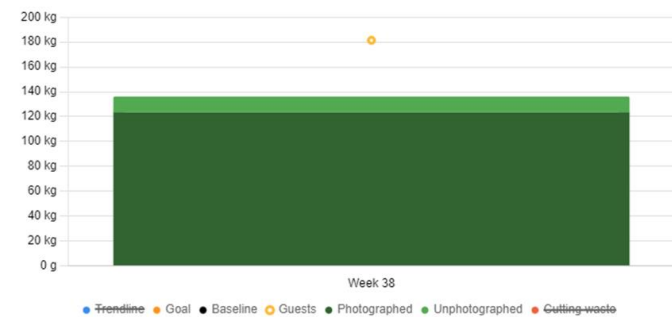 200 kg
180 kg
160 kg
140 kg
120 kg
100 kg
80 kg
60 kg
40 kg
20 kg
0 g
Week 38
Trendline Goal Baseline Guests Photographed Unphotographed Cutting waste